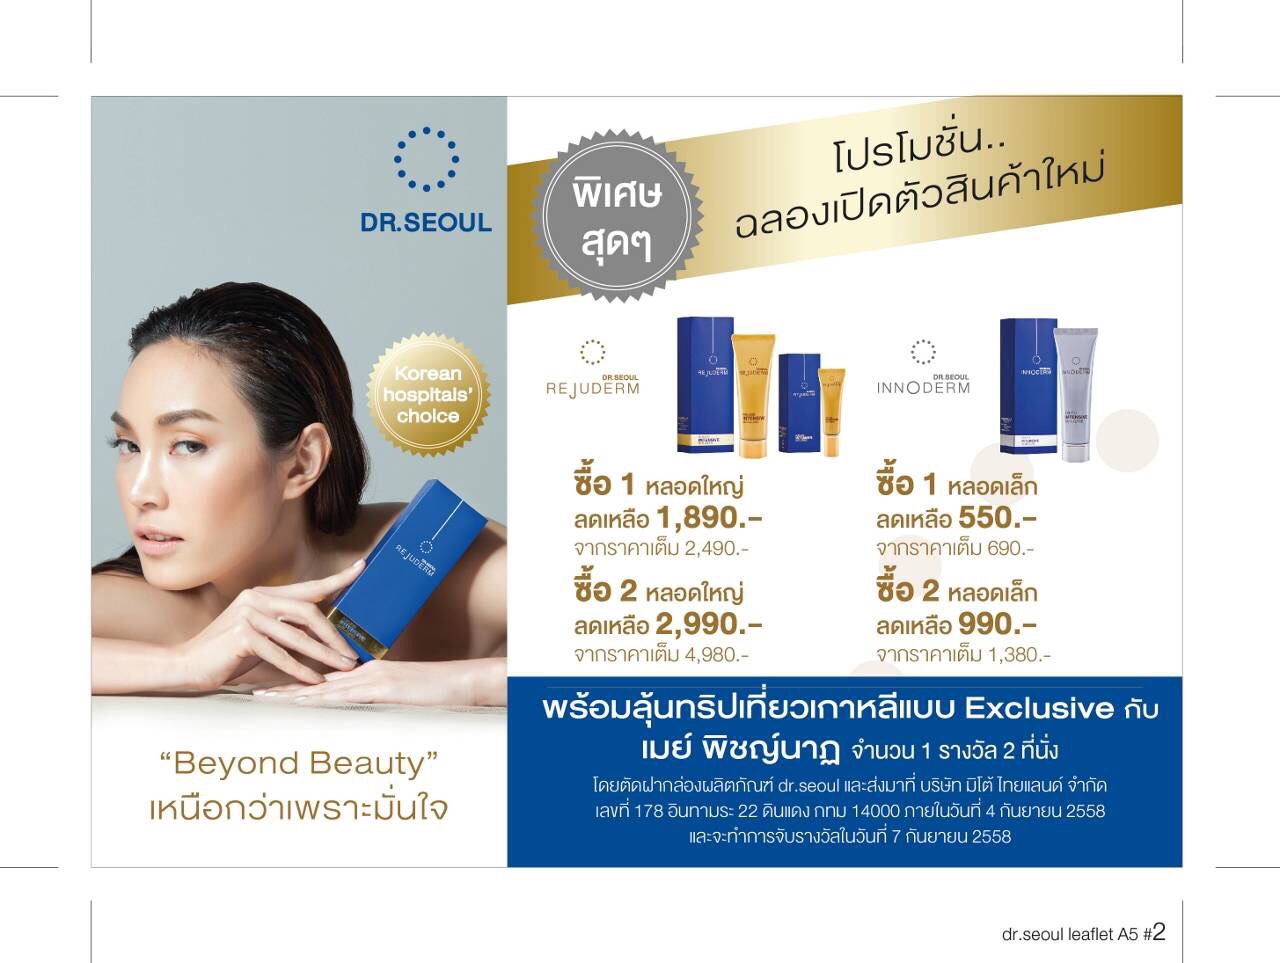 DR.SEOUL
Korean
hospitals'
choice
DR.SEOUL
REJUDERM
“Beyond Beauty”
เหนือกว่าเพราะมั่นใจ
พิเศษ
สุดๆ
โปรโมชั่น..
ฉลองเปิดตัวสินค้าใหม่
DR.SEOUL
REJUDERM
REJUDERM
INTENSIVE
REJUDERM
INTENSIVE
REJUDERM
ซื้อ 1 หลอดใหญ่
ลดเหลือ 1,890.-
จากราคาเต็ม 2,490.-
ซื้อ 2 หลอดใหญ่
ลดเหลือ 2,990.-
จากราคาเต็ม 4,980.-
DR.SEOUL
INNODERM
INNODERM
INTENSIVE
INNODERM
INTENSIVE
ซื้อ 1 หลอดเล็ก
ลดเหลือ 550.-
จากราคาเต็ม 690.-
ซื้อ 2 หลอดเล็ก
ลดเหลือ 990.-
จากราคาเต็ม 1,380.-
พร้อมลุ้นทริปเที่ยวเกาหลีแบบ Exclusive กับ
เมย์ พิชญ์นาฏ จำนวน 1 รางวัล 2 ที่นั่ง
โดยตัดฝากล่องผลิตภัณฑ์ dr.seoul และส่งมาที่ บริษัท มิโต้ ไทยแลนด์ จำกัด
เลขที่ 178 อินทามระ 22 ดินแดง กทม 14000 ภายในวันที่ 4 กันยายน 2558
และจะทำการจับรางวัลในวันที่ 7 กันยายน 2558
dr.seoul leaflet A5 #2